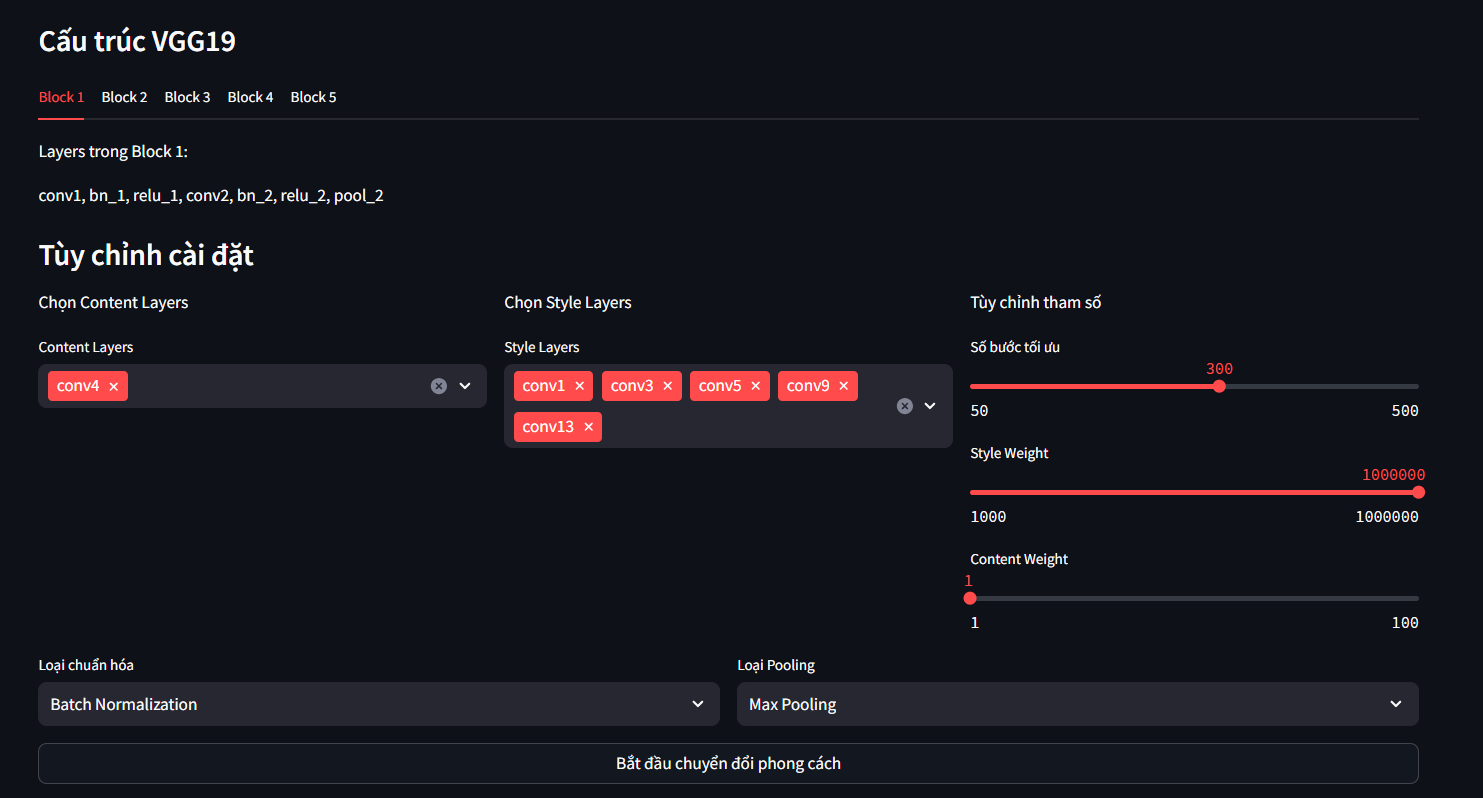 Cấu trúc VGG19
Block 1 Block 2 Block 3 Block 4 Block 5
Layers trong Block 1:
conv1, bn_1, relu_1, conv2, bn_2, relu_2, pool_2
Tùy chỉnh cài đặt
Chọn Content Layers
Content Layers
conv4
Chọn Style Layers
Style Layers
conv1 conv3 conv5 conv9
conv13
Tùy chỉnh tham số
Số bước tối ưu
300
50 500
Style Weight
1000000
1000 1000000
Content Weight
1
1 100
Loại chuẩn hóa
Batch Normalization
Loại Pooling
Max Pooling
Bắt đầu chuyển đổi phong cách